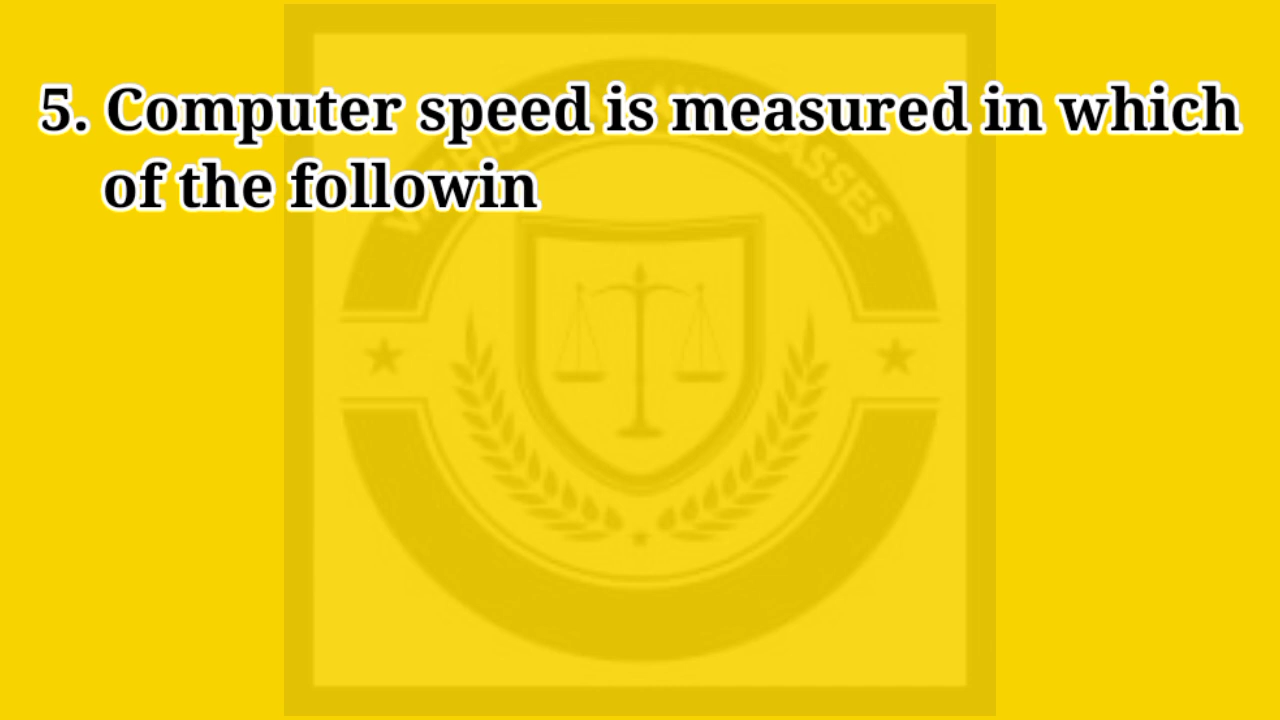 5. Computer speed is measured in which
of the followin